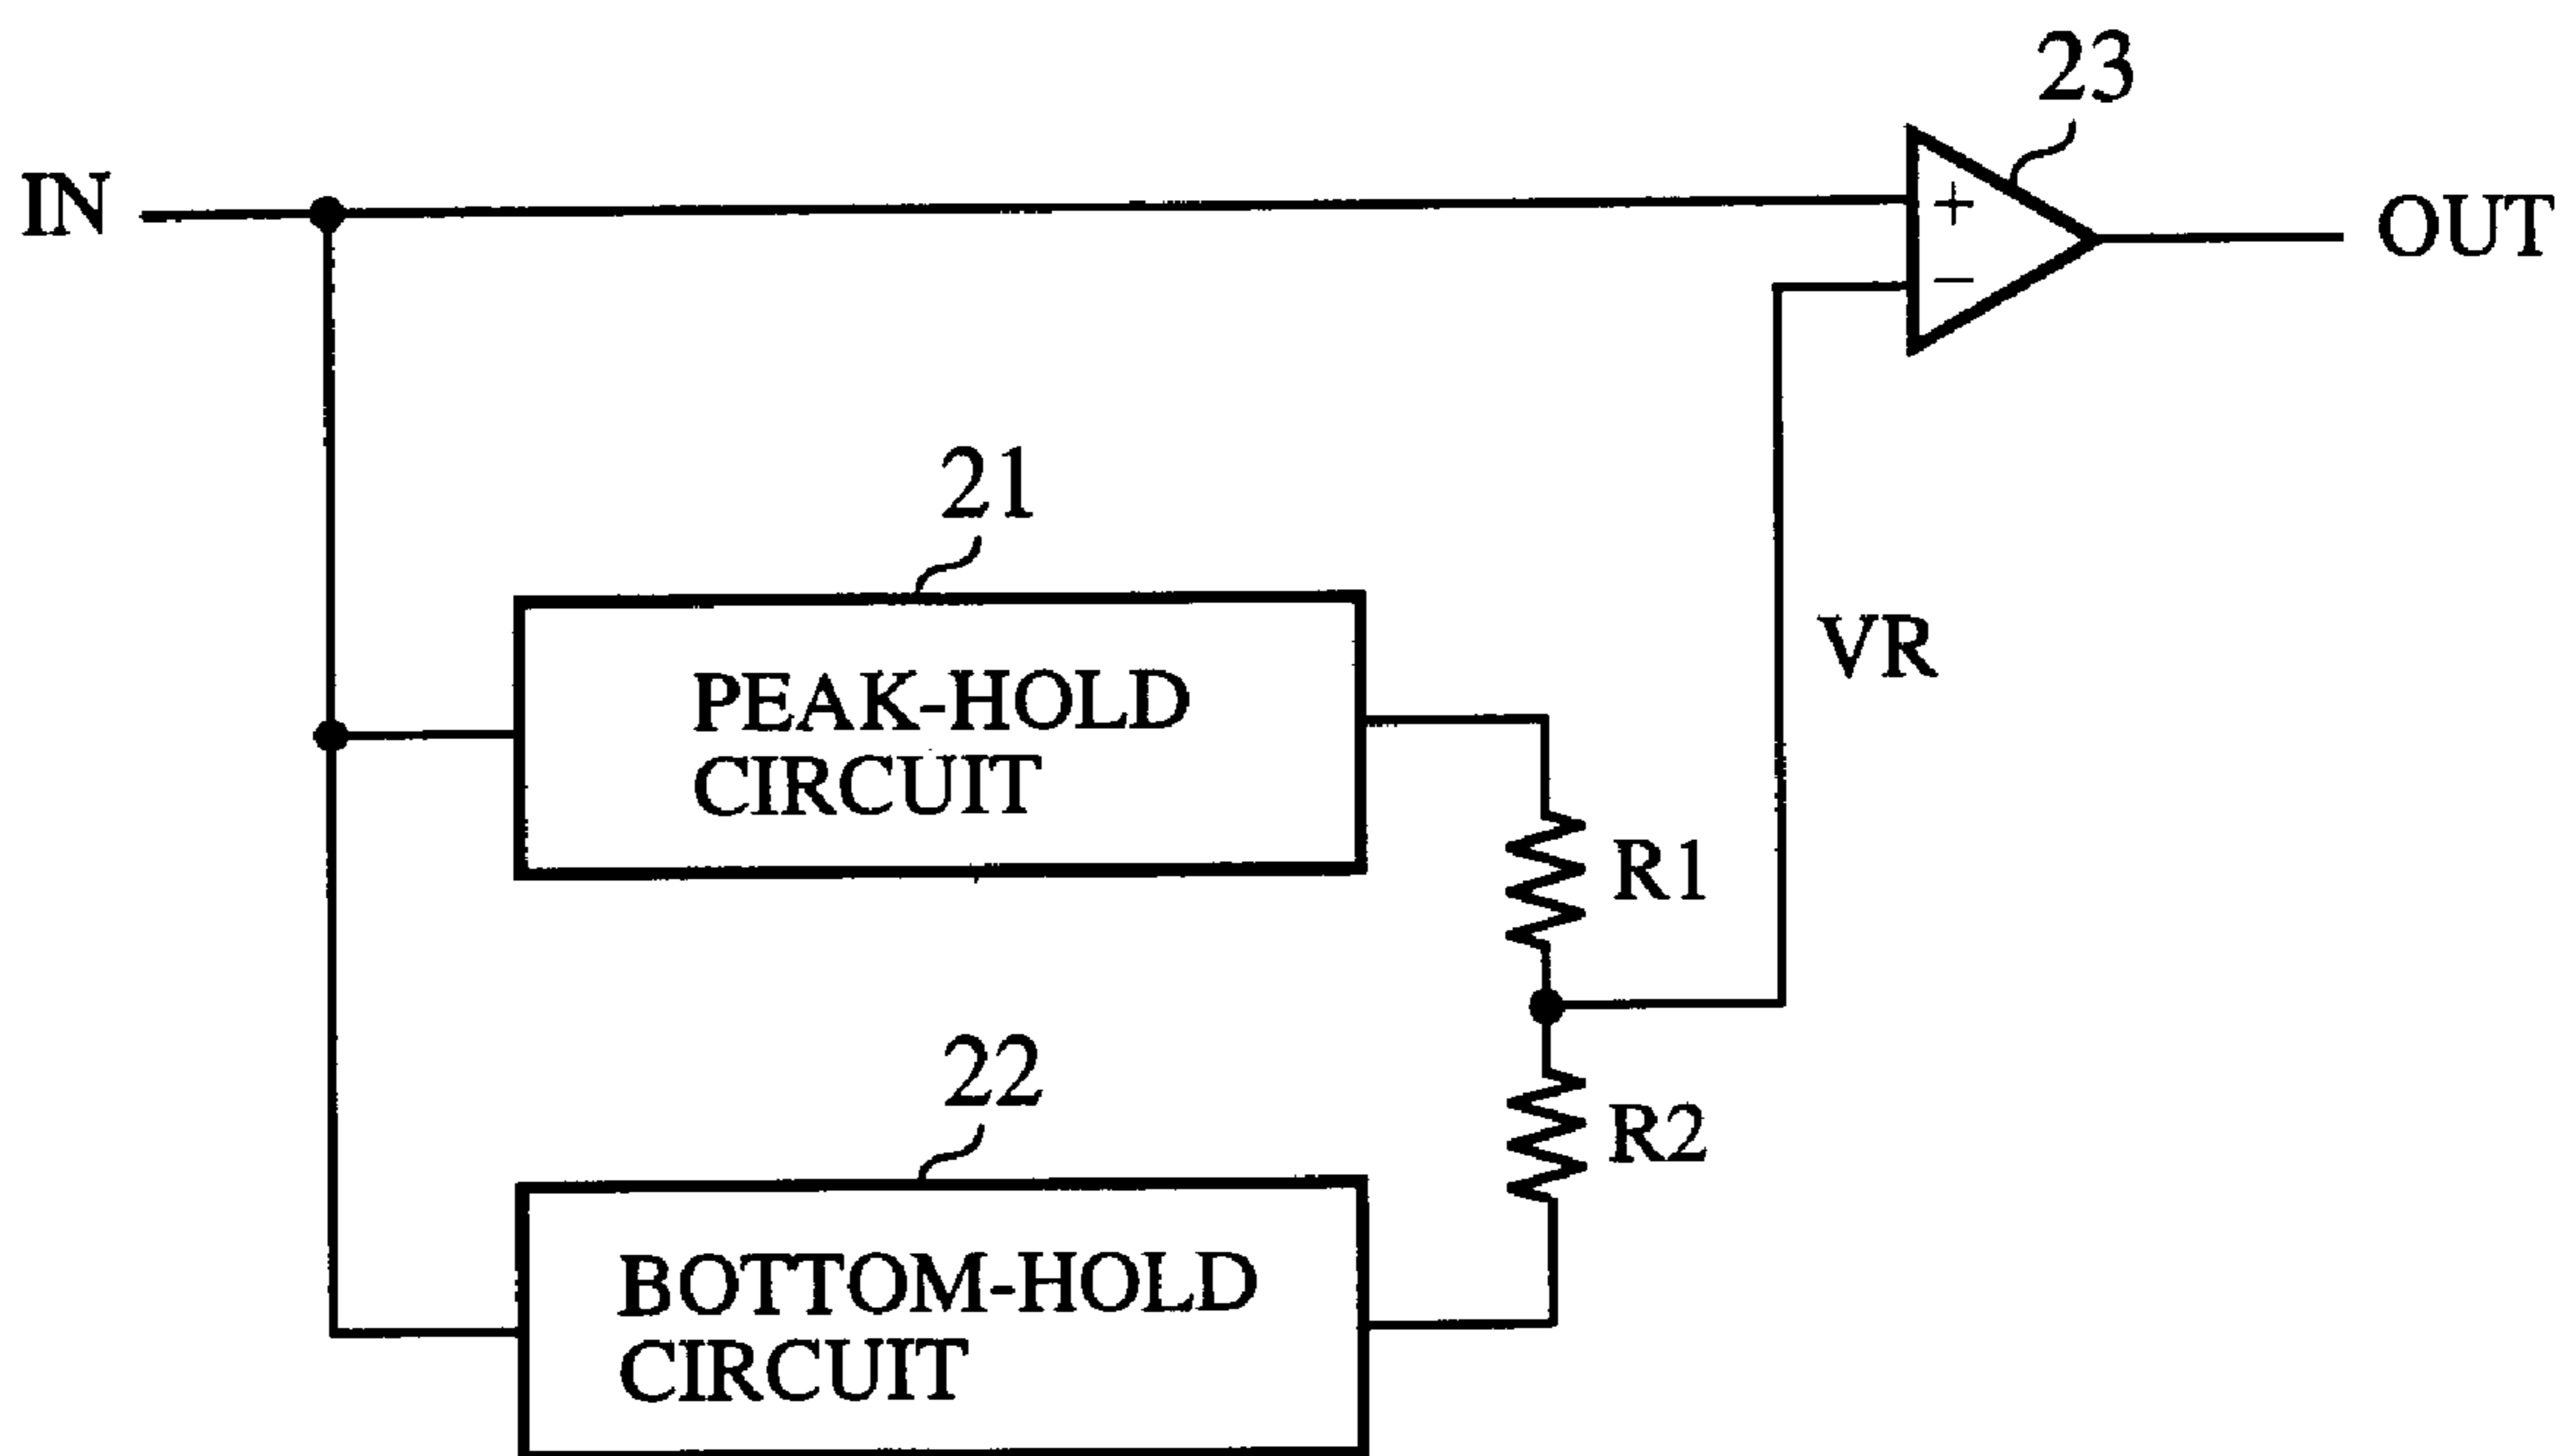 23
IN
+
OUT
−
21
PEAK-HOLD
CIRCUIT
VR
R1
22
R2
BOTTOM-HOLD
CIRCUIT